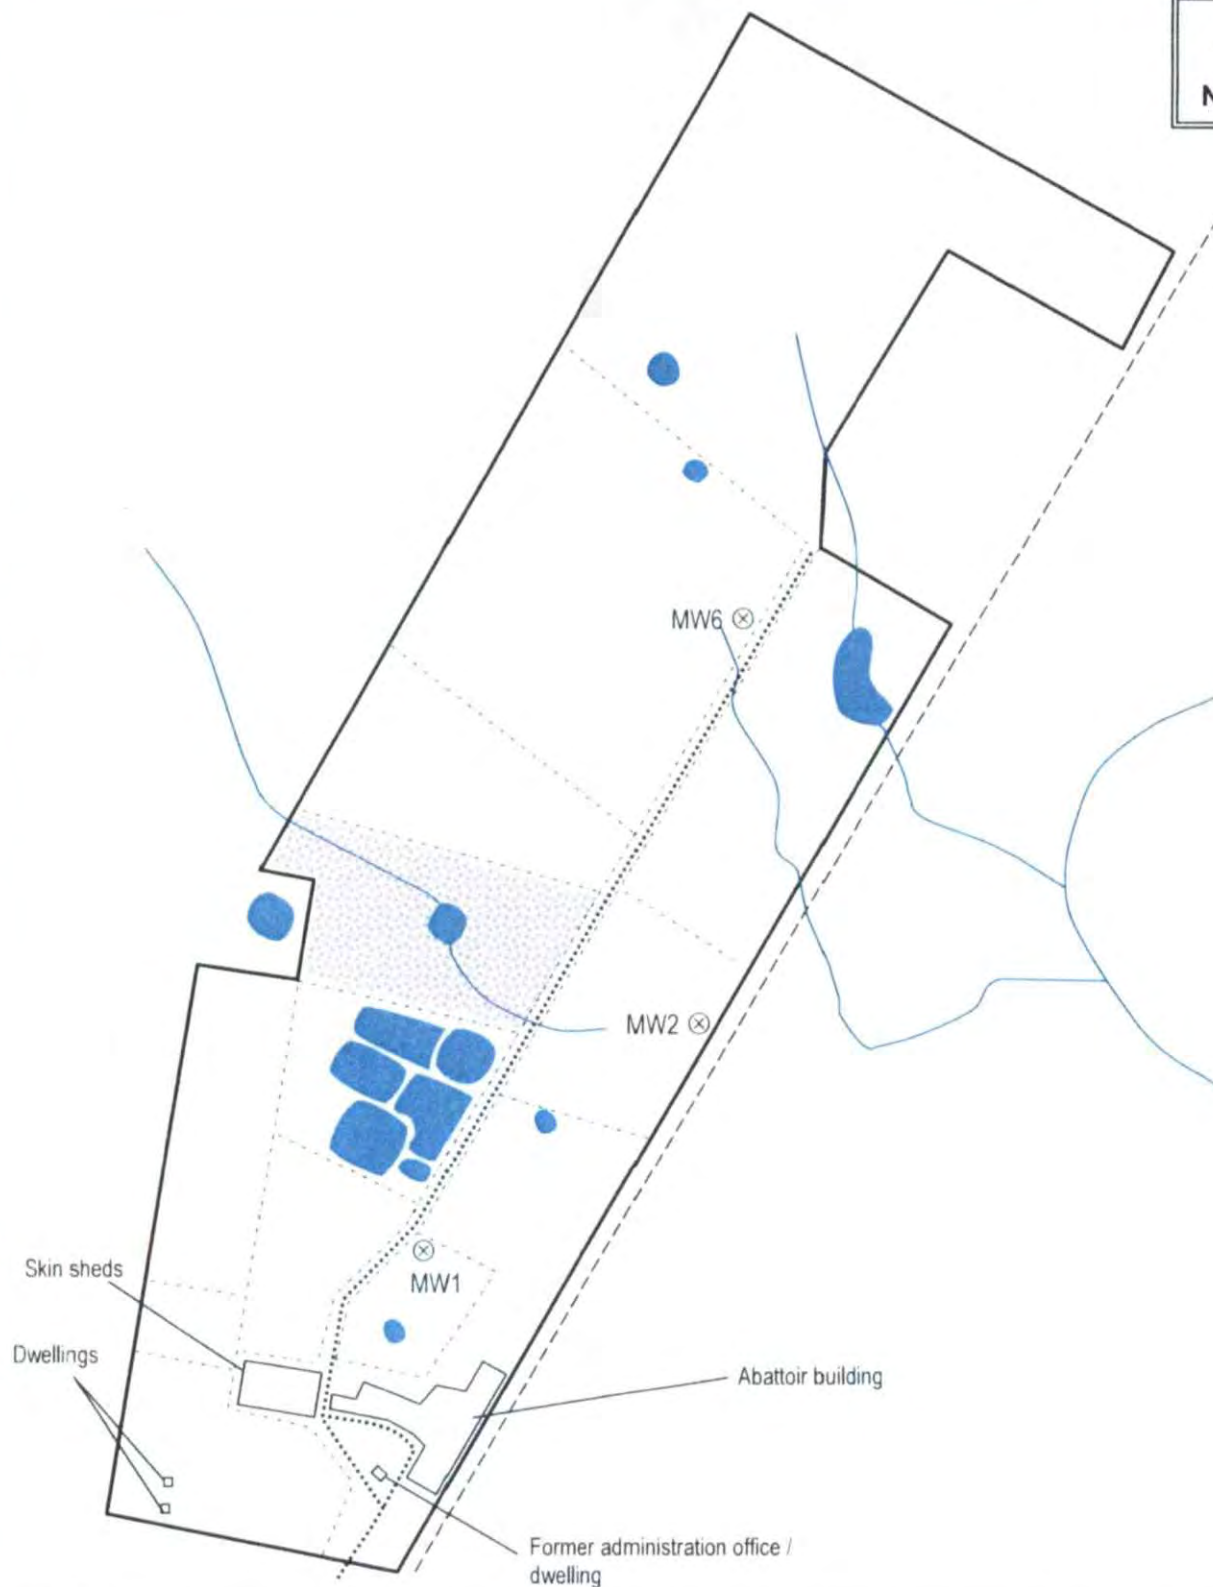 N
MW6
MW2
MW1
Skin sheds
Dwellings
Abattoir building
Former administration office /
dwelling